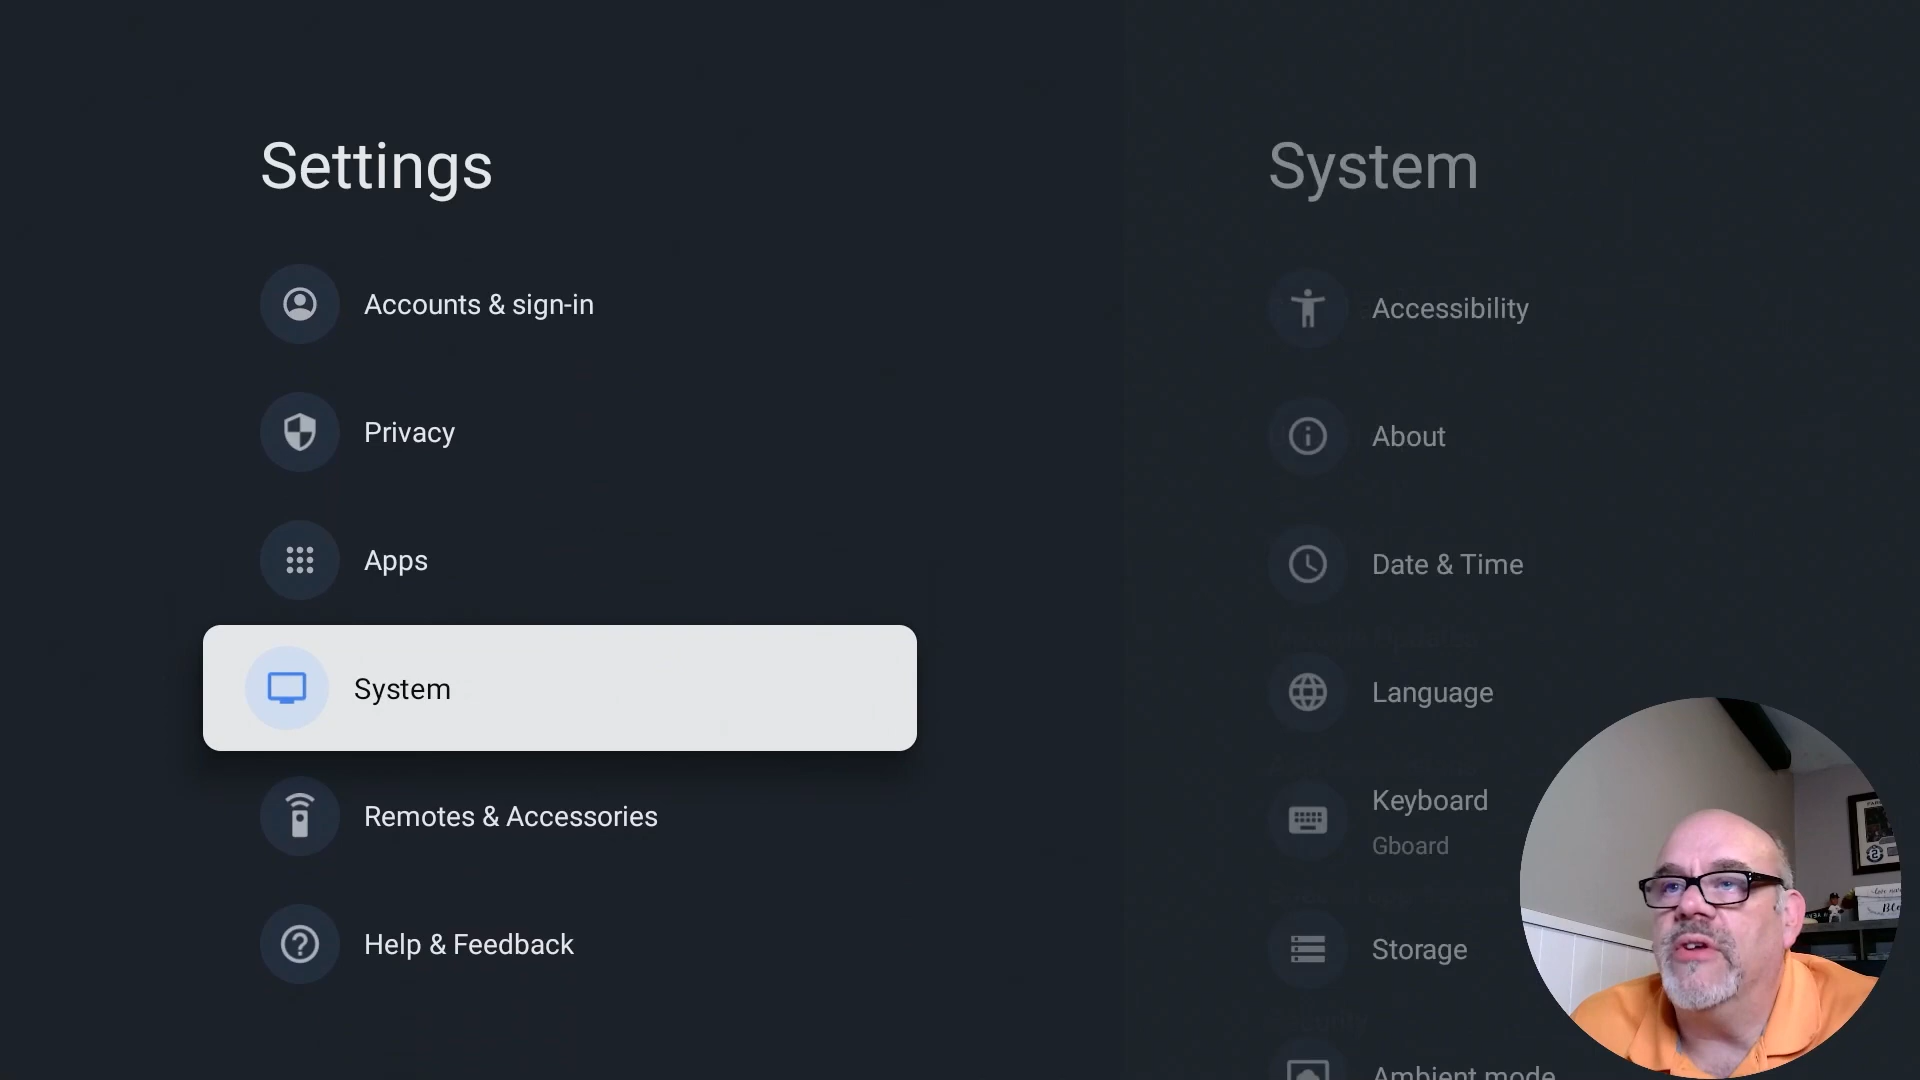 Settings
Accounts & sign-in
Privacy
Apps
System
Remotes & Accessories
Help & Feedback
System
Accessibility
About
Date & Time
Language
Keyboard
Gboard
Storage
Ambient mode